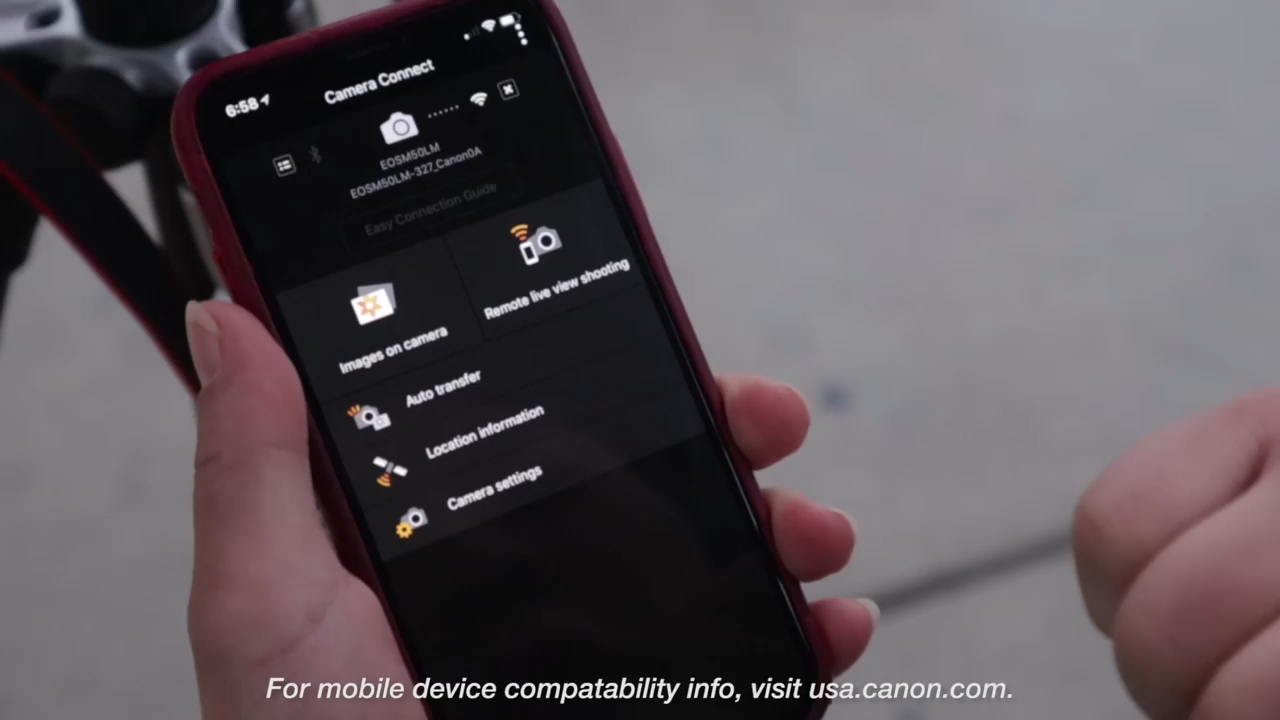 6:58
Camera Connect
EOSM50LM
EOSM50LM-327_Canon0A
Easy Connection Guide
Images on camera
Remote live view shooting
Auto transfer
Location information
Camera settings
For mobile device compatability info, visit usa.canon.com.